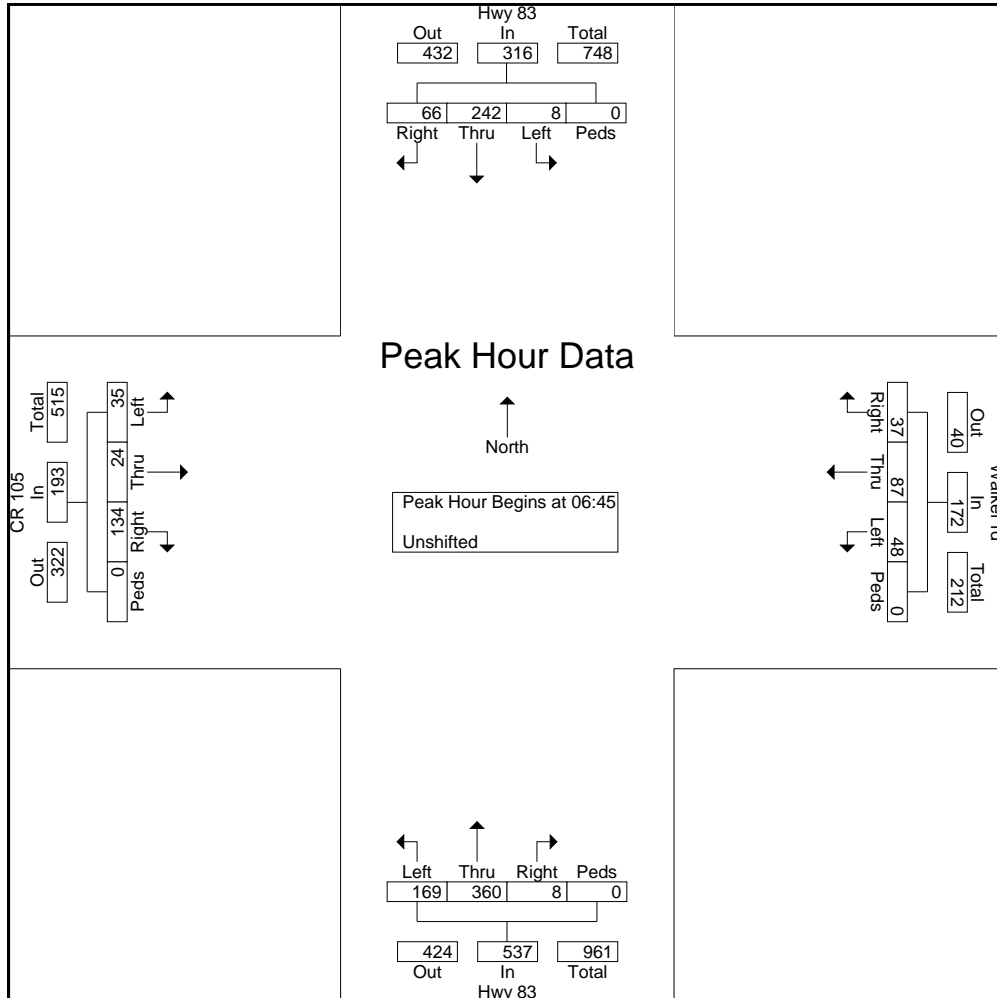 Hwy 83
Out In Total
432 316 748
66 242 8 0
Right Thru Left Peds
Peak Hour Data
North
Peak Hour Begins at 06:45
Unshifted
CR 105
Total In Out
515 193 322
35 24 134 0
Left Thru Right Peds
Out In Total
40 172 212
37 87 48 0
Right Thru Left Peds
Left Thru Right Peds
169 360 8 0
424 537 961
Out In Total
Hwy 83